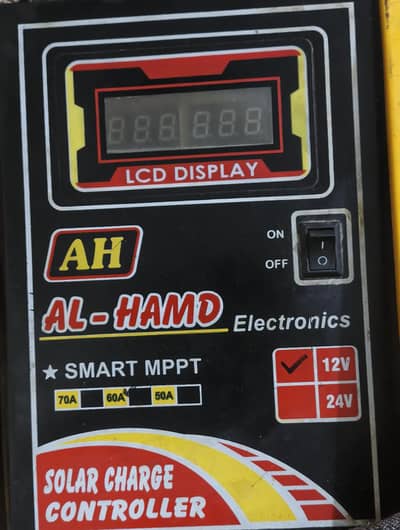 LCD DISPLAY
AH
ON
OFF
I
O
AL-HAMD Electronics
★ SMART MPPT
70A 60A 50A
✓ 12V
24V
SOLAR CHARGE
CONTROLLER